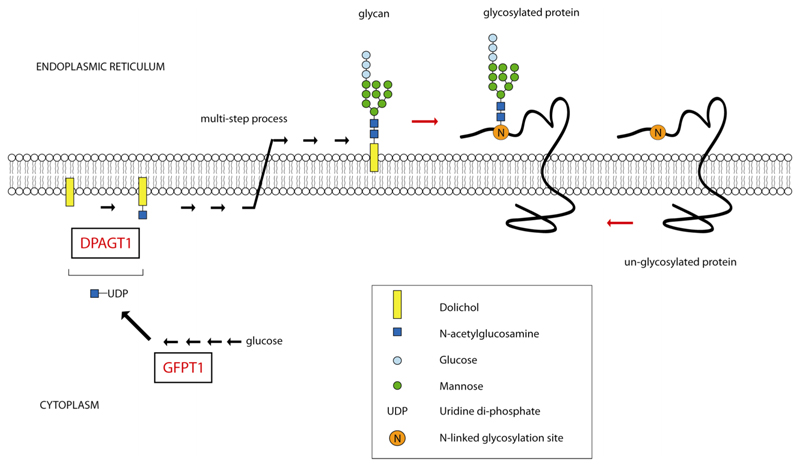 glycan
glycosylated protein
ENDOPLASMIC RETICULUM
multi-step process
N
N
DPAGT1
un-glycosylated protein
UDP
glucose
GFPT1
CYTOPLASM
Dolichol
N-acetylglucosamine
Glucose
Mannose
UDP Uridine di-phosphate
N N-linked glycosylation site